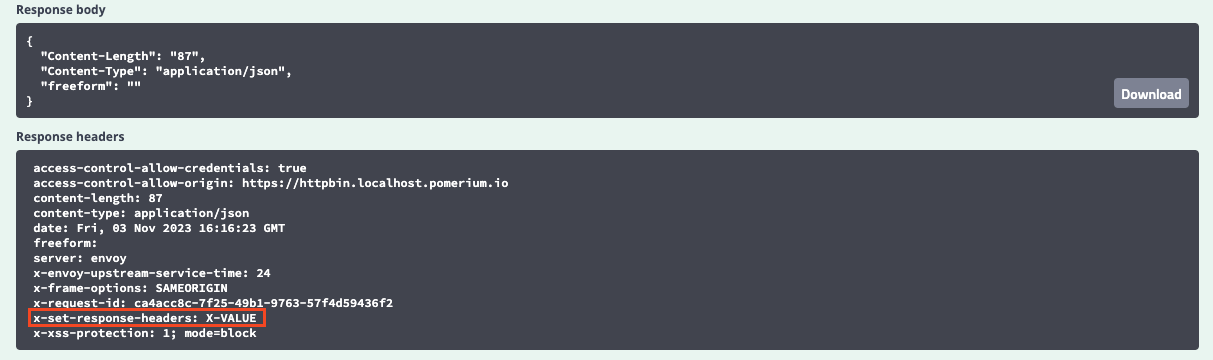 Response body
{
"Content-Length": "87",
"Content-Type": "application/json",
"freeform": ""
}
Download
Response headers
access-control-allow-credentials: true
access-control-allow-origin: https://httpbin.localhost.pomerium.io
content-length: 87
content-type: application/json
date: Fri, 03 Nov 2023 16:16:23 GMT
freeform:
server: envoy
x-envoy-upstream-service-time: 24
x-frame-options: SAMEORIGIN
x-request-id: ca4acc8c-7f25-49b1-9763-57f4d59436f2
x-set-response-headers: X-VALUE
x-xss-protection: 1; mode=block